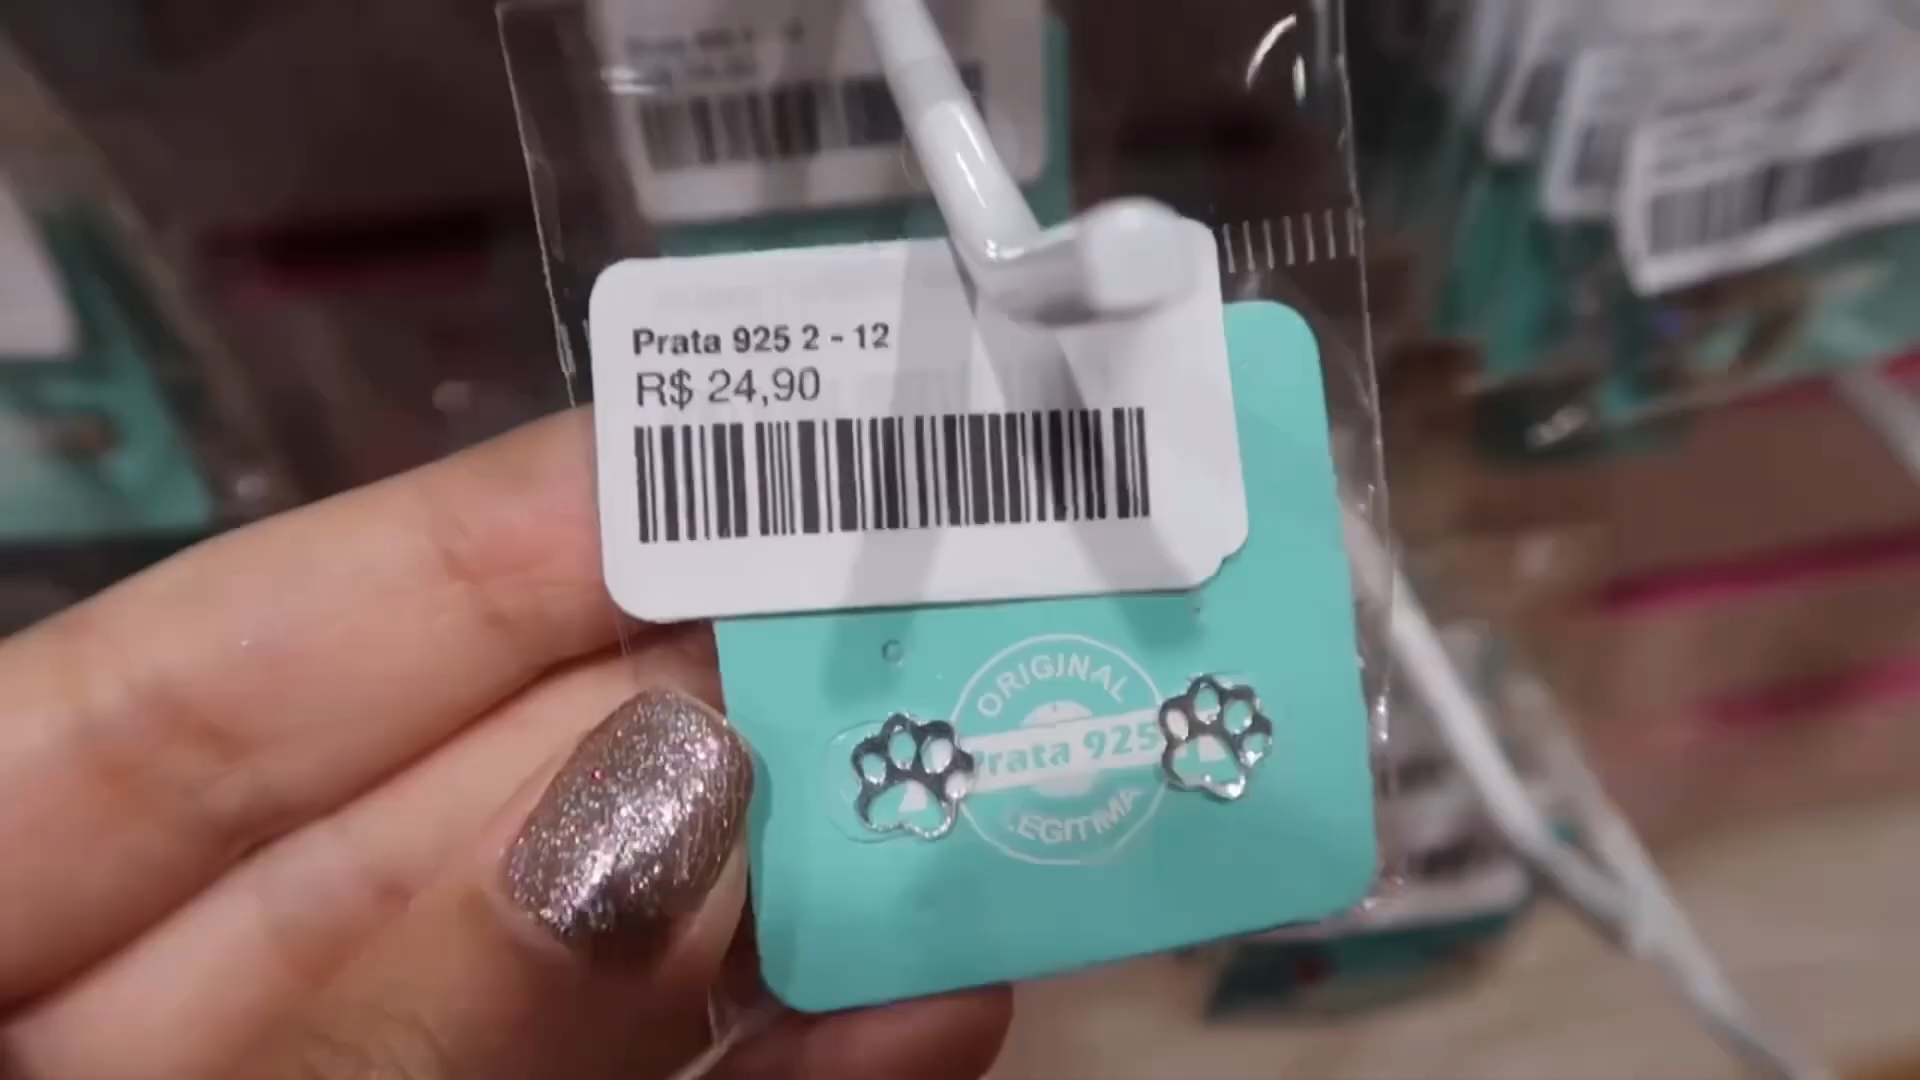 Prata 925 2 - 12
R$ 24,90
ORIGINAL
Prata 925
LEGITIMA